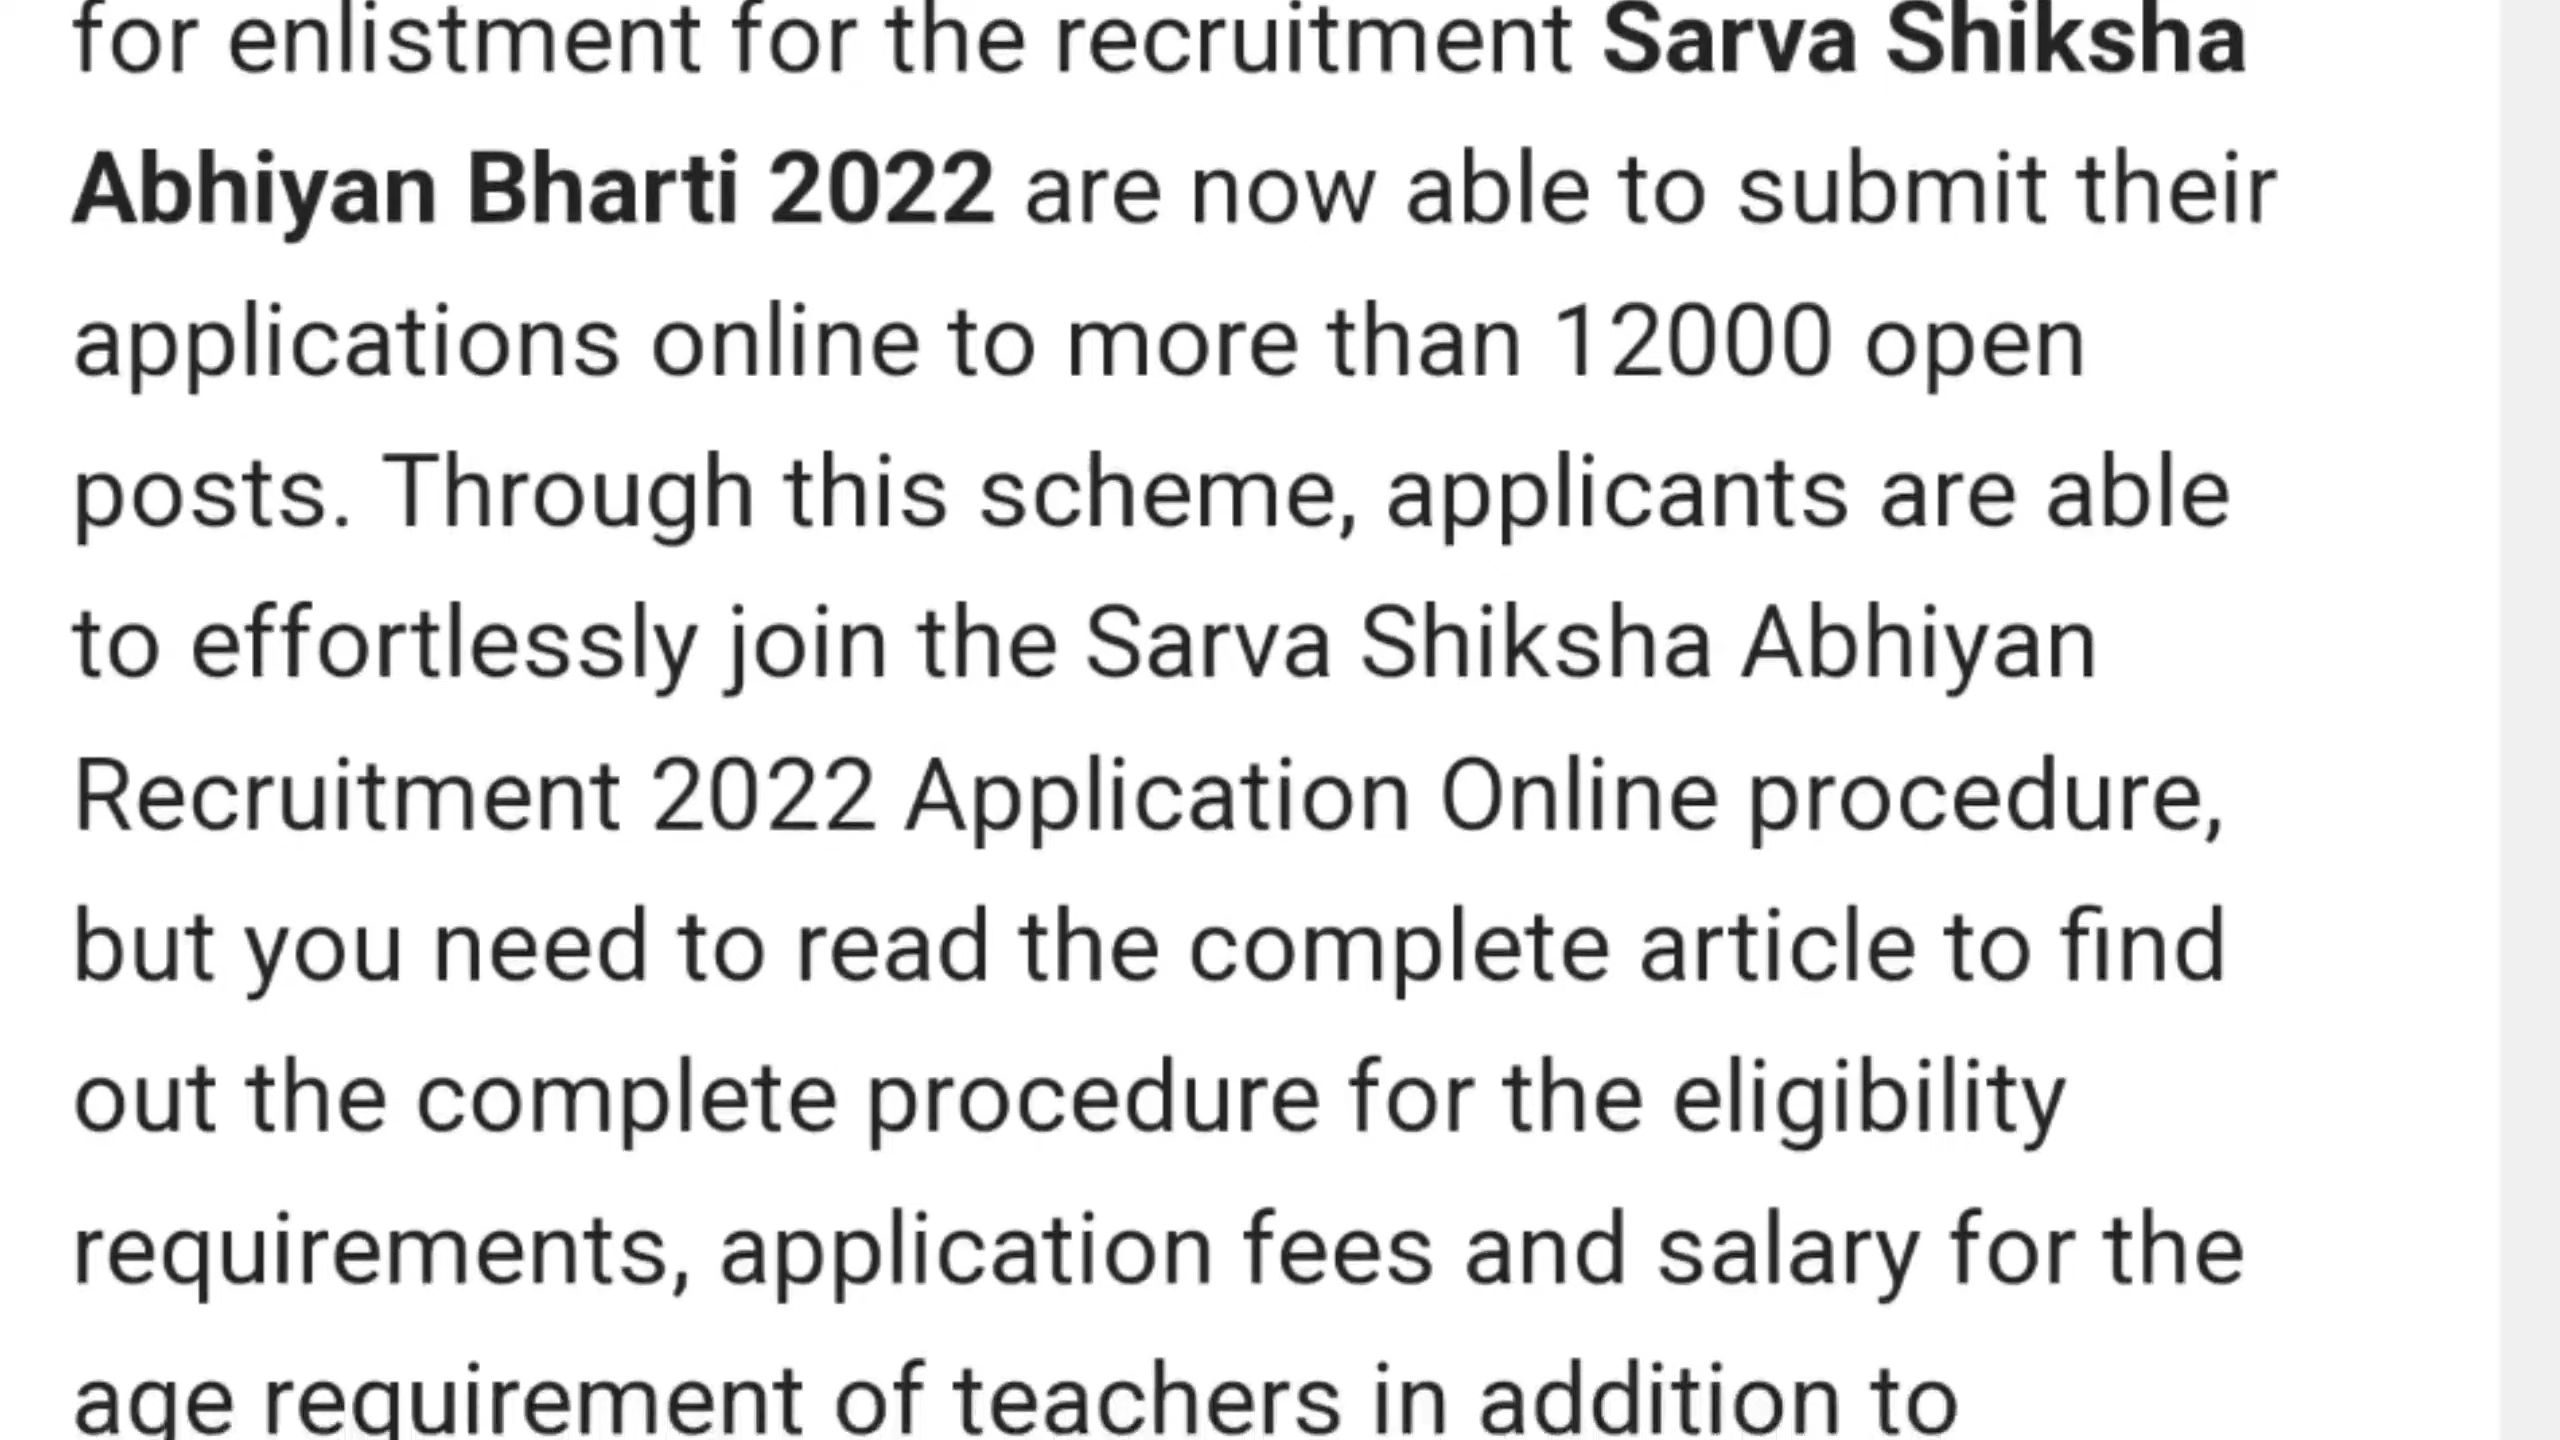 for enlistment for the recruitment Sarva Shiksha
Abhiyan Bharti 2022 are now able to submit their
applications online to more than 12000 open
posts. Through this scheme, applicants are able
to effortlessly join the Sarva Shiksha Abhiyan
Recruitment 2022 Application Online procedure,
but you need to read the complete article to find
out the complete procedure for the eligibility
requirements, application fees and salary for the
age requirement of teachers in addition to